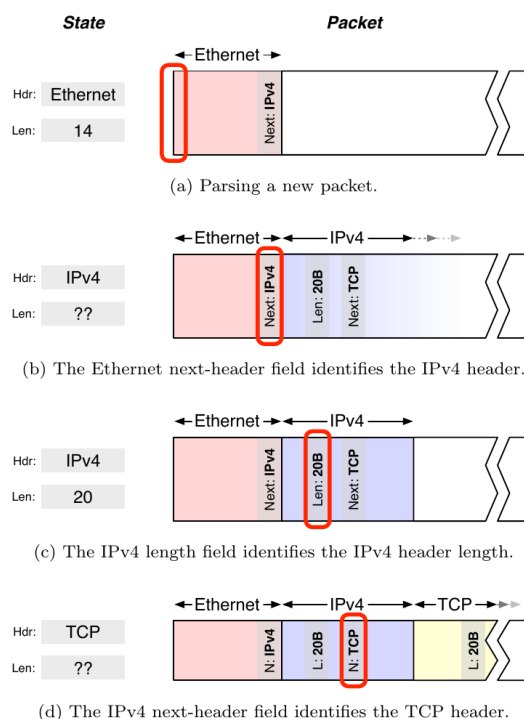 State Packet
Ethernet
Hdr: Ethernet
Len: 14
Next: IPv4
(a) Parsing a new packet.
Ethernet IPv4
Hdr: IPv4
Len: ??
Next: IPv4
Len: 20B
Next: TCP
(b) The Ethernet next-header field identifies the IPv4 header.
Ethernet IPv4
Hdr: IPv4
Len: 20
Next: IPv4
Len: 20B
Next: TCP
(c) The IPv4 length field identifies the IPv4 header length.
Ethernet IPv4 TCP
Hdr: TCP
Len: ??
N: IPv4
L: 20B
N: TCP
L: 20B
(d) The IPv4 next-header field identifies the TCP header.